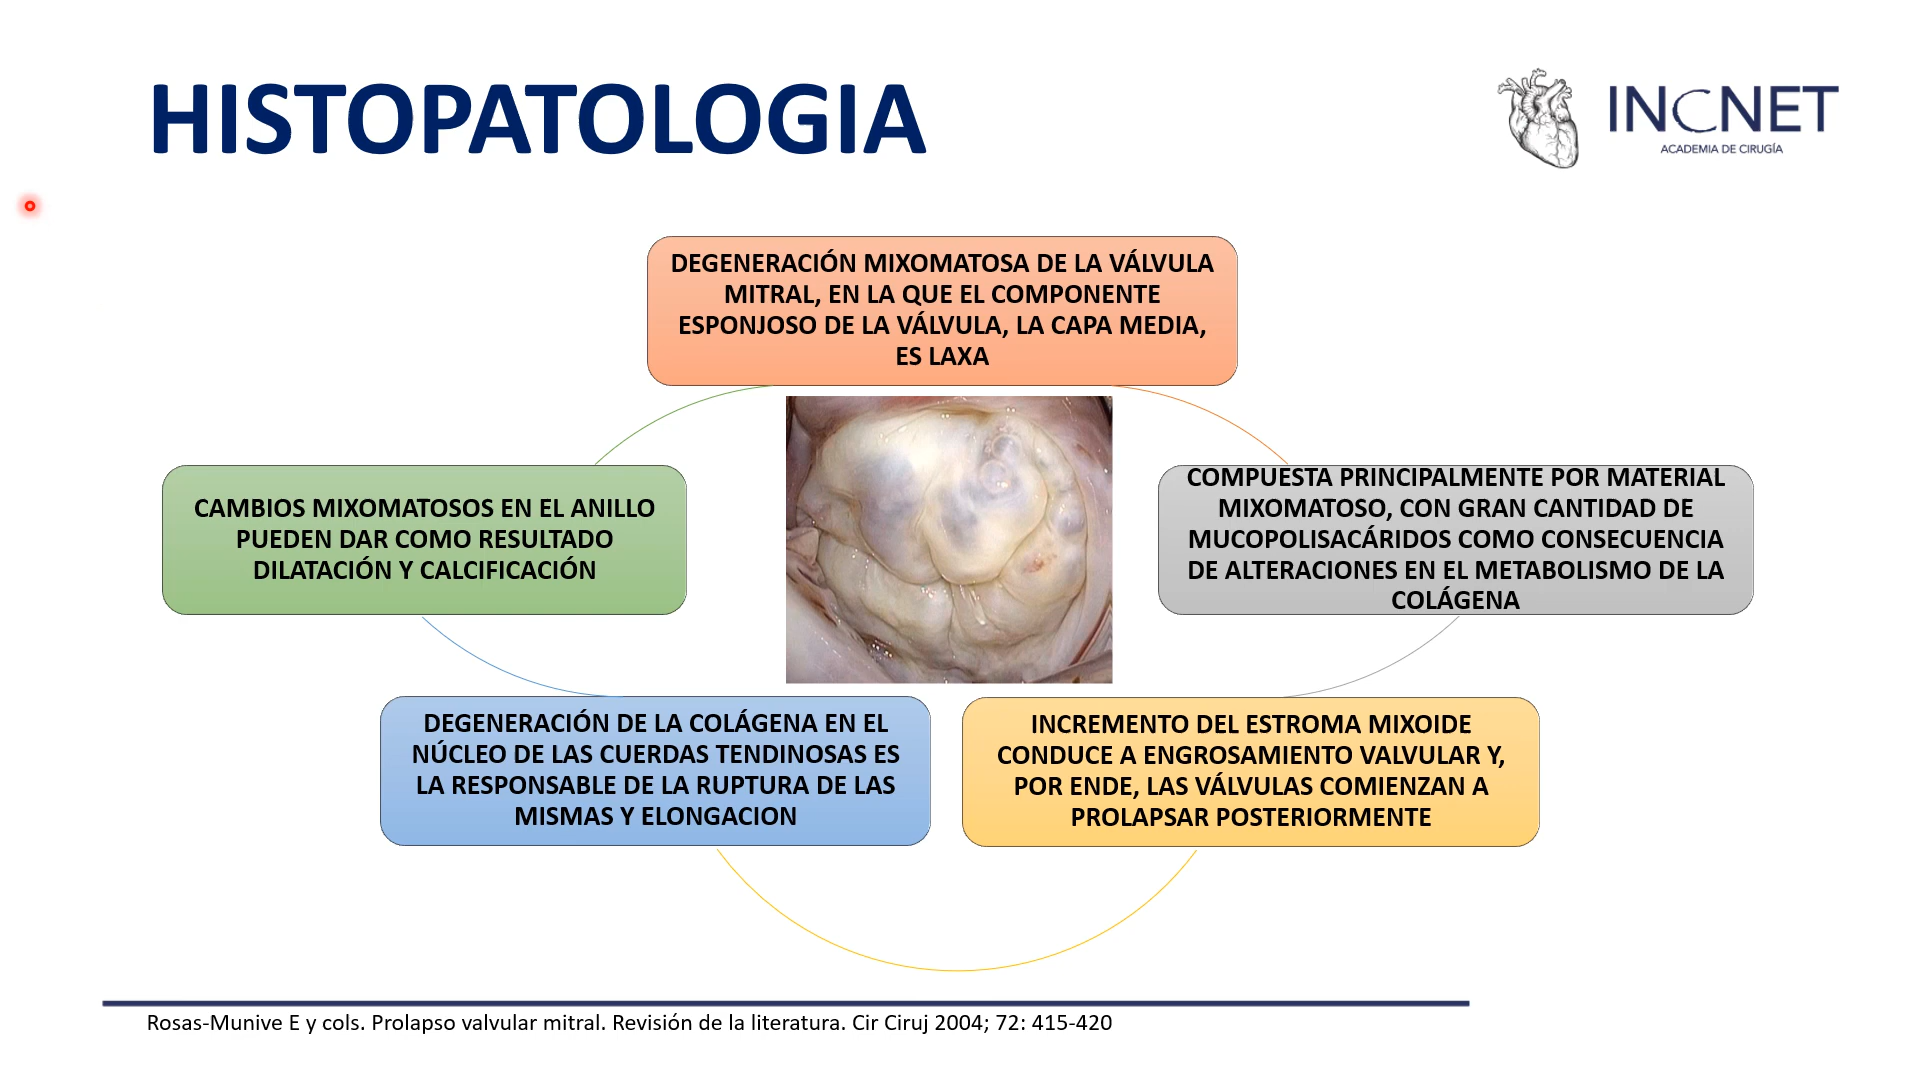 HISTOPATOLOGIA
INCNET
ACADEMIA DE CIRUGÍA
DEGENERACIÓN MIXOMATOSA DE LA VÁLVULA
MITRAL, EN LA QUE EL COMPONENTE
ESPONJOSO DE LA VÁLVULA, LA CAPA MEDIA,
ES LAXA
CAMBIOS MIXOMATOSOS EN EL ANILLO
PUEDEN DAR COMO RESULTADO
DILATACIÓN Y CALCIFICACIÓN
COMPUESTA PRINCIPALMENTE POR MATERIAL
MIXOMATOSO, CON GRAN CANTIDAD DE
MUCOPOLISACÁRIDOS COMO CONSECUENCIA
DE ALTERACIONES EN EL METABOLISMO DE LA
COLÁGENA
DEGENERACIÓN DE LA COLÁGENA EN EL
NÚCLEO DE LAS CUERDAS TENDINOSAS ES
LA RESPONSABLE DE LA RUPTURA DE LAS
MISMAS Y ELONGACION
INCREMENTO DEL ESTROMA MIXOIDE
CONDUCE A ENGROSAMIENTO VALVULAR Y,
POR ENDE, LAS VÁLVULAS COMIENZAN A
PROLAPSAR POSTERIORMENTE
Rosas-Munive E y cols. Prolapso valvular mitral. Revisión de la literatura. Cir Ciruj 2004; 72: 415-420